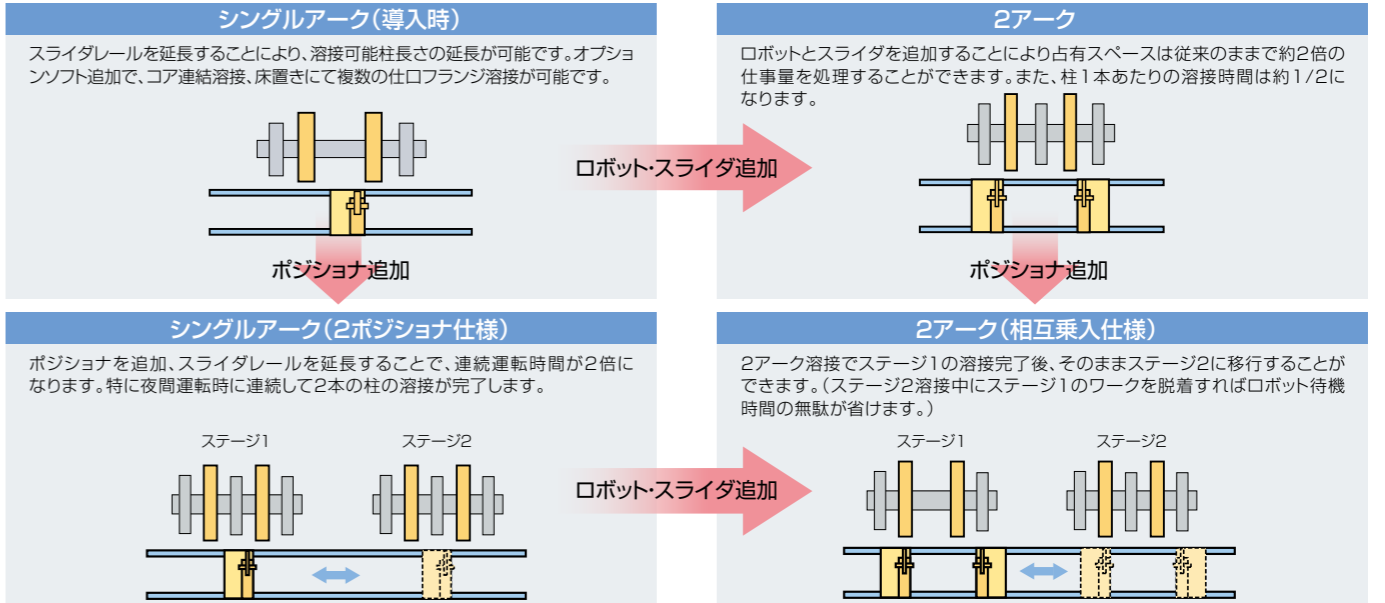 シングルアーク(導入時)
スライダレールを延長することにより、溶接可能柱長さの延長が可能です。オプショ
ンソフト追加で、コア連結溶接、床置きにて複数の仕口フランジ溶接が可能です。
ポジショナ追加
ロボット・スライダ追加
2アーク
ロボットとスライダを追加することにより占有スペースは従来のままで約2倍の
仕事量を処理することができます。また、柱1本あたりの溶接時間は約1/2に
なります。
ポジショナ追加
シングルアーク(2ポジショナ仕様)
ポジショナを追加、スライダレールを延長することで、連続運転時間が2倍に
なります。特に夜間運転時に連続して2本の柱の溶接が完了します。
ステージ1
ステージ2
ロボット・スライダ追加
2アーク(相互乗入仕様)
2アーク溶接でステージ1の溶接完了後、そのままステージ2に移行することが
できます。(ステージ2溶接中にステージ1のワークを脱着すればロボット待機
時間の無駄が省けます。)
ステージ1
ステージ2